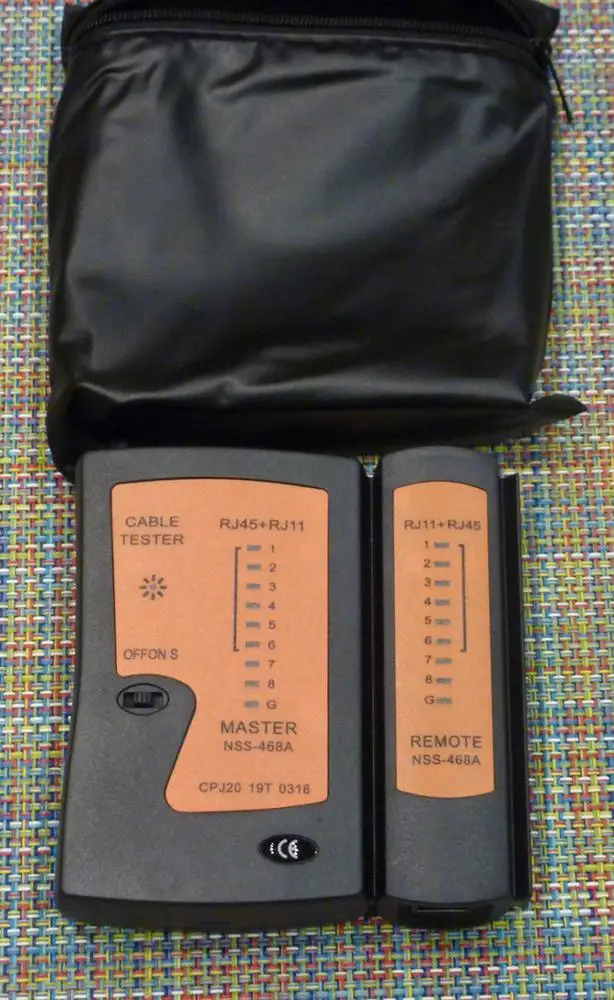 CABLE
TESTER
OFFON S
RJ45+RJ11
1
2
3
4
5
6
7
8
G
MASTER
NSS-468A
CPJ20 19T 0318
CE
RJ11+RJ45
1
2
3
4
5
6
7
8
G
REMOTE
NSS-468A